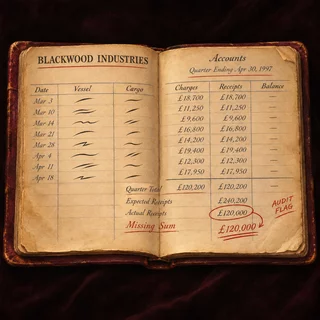 BLACKWOOD INDUSTRIES
Date Vessel Cargo
Mar 3
Mar 10
Mar 14
Mar 21
Mar 28
Apr 4
Apr 11
Apr 18
Accounts
Quarter Ending Apr 30, 1997
Charges Receipts Balance
£18,700 £18,700 —
£11,250 £11,250 —
£9,600 £9,600 —
£16,800 £16,800 —
£14,200 £14,200 —
£19,400 £19,400 —
£12,300 £12,300 —
£17,950 £17,950 —
Quarter Total £120,200 £120,200 —
Expected Receipts £240,200
Actual Receipts £120,000
Missing Sum £120,000
AUDIT
FLAG